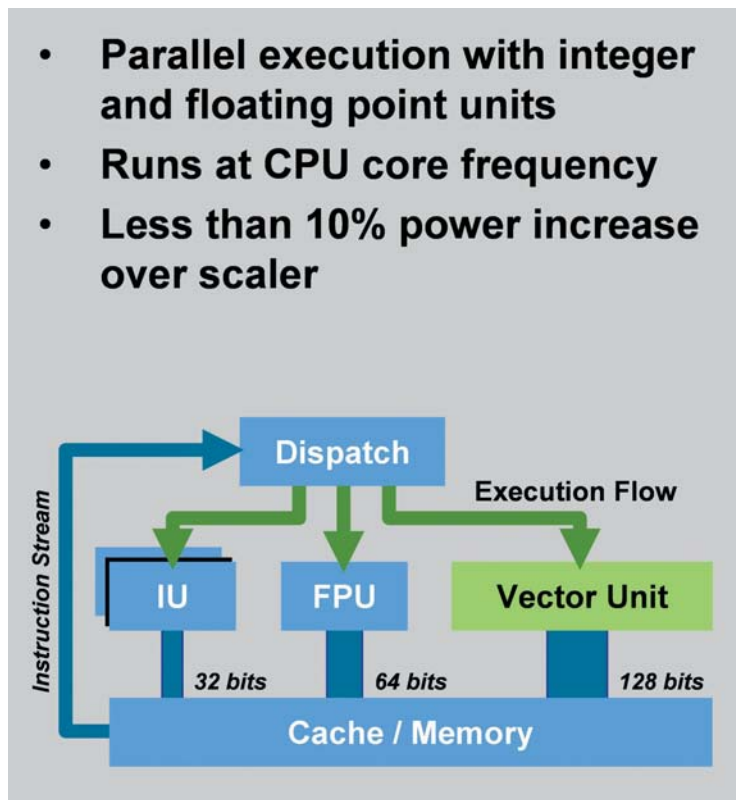 • Parallel execution with integer
and floating point units
• Runs at CPU core frequency
• Less than 10% power increase
over scaler
Dispatch
Execution Flow
Instruction Stream
IU
FPU
Vector Unit
32 bits
64 bits
128 bits
Cache / Memory